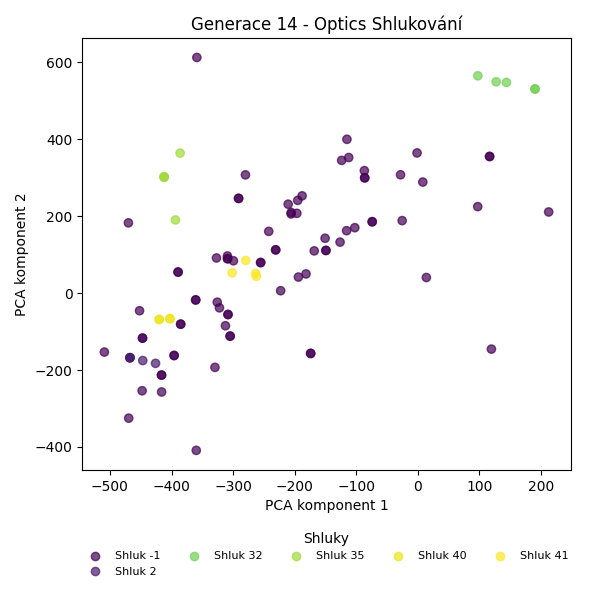 Generace 14 - Optics Shlukování
PCA komponent 2
600
400
200
0
−200
−400
−500
−400
−300
−200
−100
0
100
200
PCA komponent 1
Shluky
Shluk -1
Shluk 32
Shluk 35
Shluk 40
Shluk 41
Shluk 2